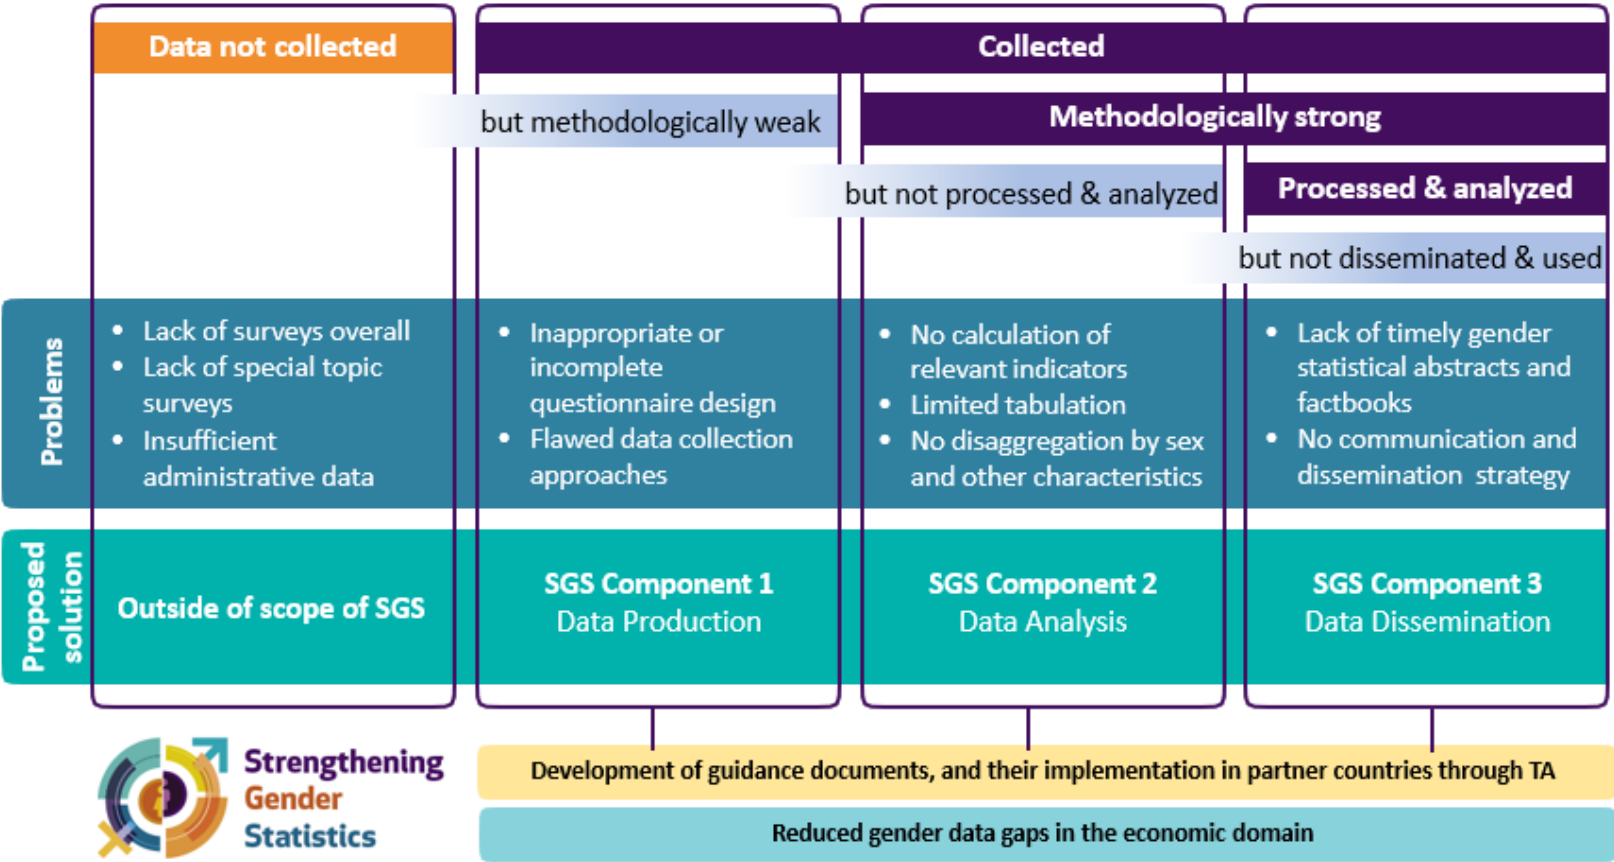 Data not collected
Collected
but methodologically weak
Methodologically strong
but not processed & analyzed
Processed & analyzed
but not disseminated & used
Problems
• Lack of surveys overall
• Lack of special topic
surveys
• Insufficient
administrative data
• Inappropriate or
incomplete
questionnaire design
• Flawed data collection
approaches
• No calculation of
relevant indicators
• Limited tabulation
• No disaggregation by sex
and other characteristics
• Lack of timely gender
statistical abstracts and
factbooks
• No communication and
dissemination strategy
Proposed
solution
Outside of scope of SGS
SGS Component 1
Data Production
SGS Component 2
Data Analysis
SGS Component 3
Data Dissemination
Strengthening
Gender
Statistics
Development of guidance documents, and their implementation in partner countries through TA
Reduced gender data gaps in the economic domain